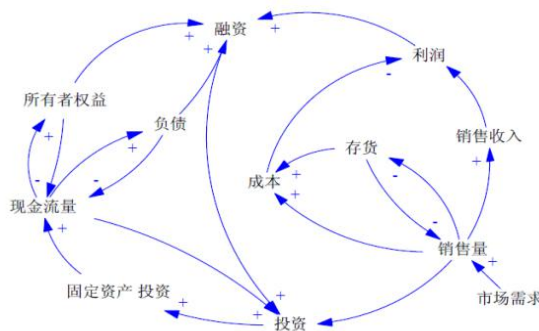 融资
利润
所有者权益
负债
存货
销售收入
成本
现金流量
销售量
固定资产 投资
投资
市场需求
+
+
+
+
-
+
+
-
-
+
-
+
+
-
-
+
+
+
+
+